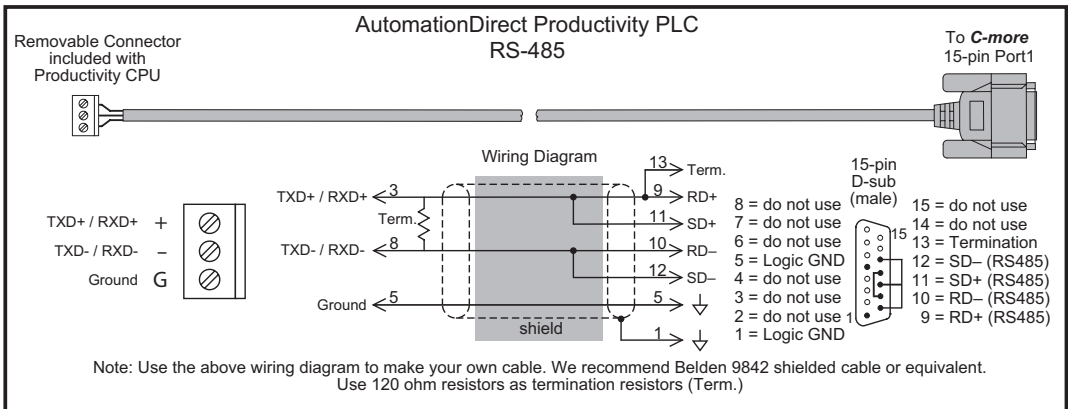 AutomationDirect Productivity PLC
RS-485
Removable Connector
included with
Productivity CPU
To C-more
15-pin Port1
Wiring Diagram
TXD+ / RXD+ +
TXD- / RXD- –
Ground G
TXD+ / RXD+ 3
Term.
TXD- / RXD- 8
Ground 5
shield
13 Term.
9 RD+
11 SD+
10 RD–
12 SD–
5
1
8 = do not use
7 = do not use
6 = do not use
5 = Logic GND
4 = do not use
3 = do not use
2 = do not use
1 = Logic GND
15-pin
D-sub
(male)
15
1
15 = do not use
14 = do not use
13 = Termination
12 = SD– (RS485)
11 = SD+ (RS485)
10 = RD– (RS485)
9 = RD+ (RS485)
Note: Use the above wiring diagram to make your own cable. We recommend Belden 9842 shielded cable or equivalent.
Use 120 ohm resistors as termination resistors (Term.)